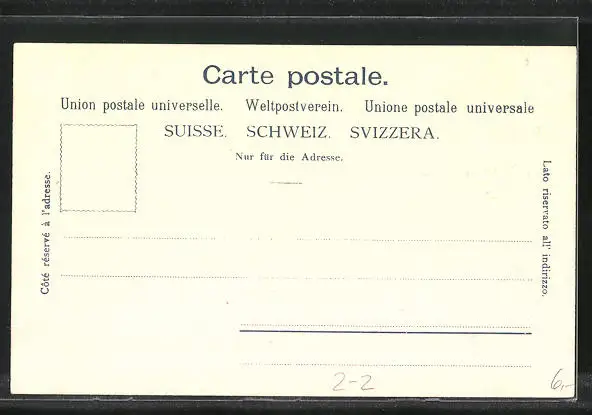 Carte postale.
Union postale universelle. Weltpostverein. Unione postale universale
SUISSE. SCHWEIZ. SVIZZERA.
Nur für die Adresse.
Côté réservé à l'adresse.
Lato riservato all' indirizzo.
2-2
6,-